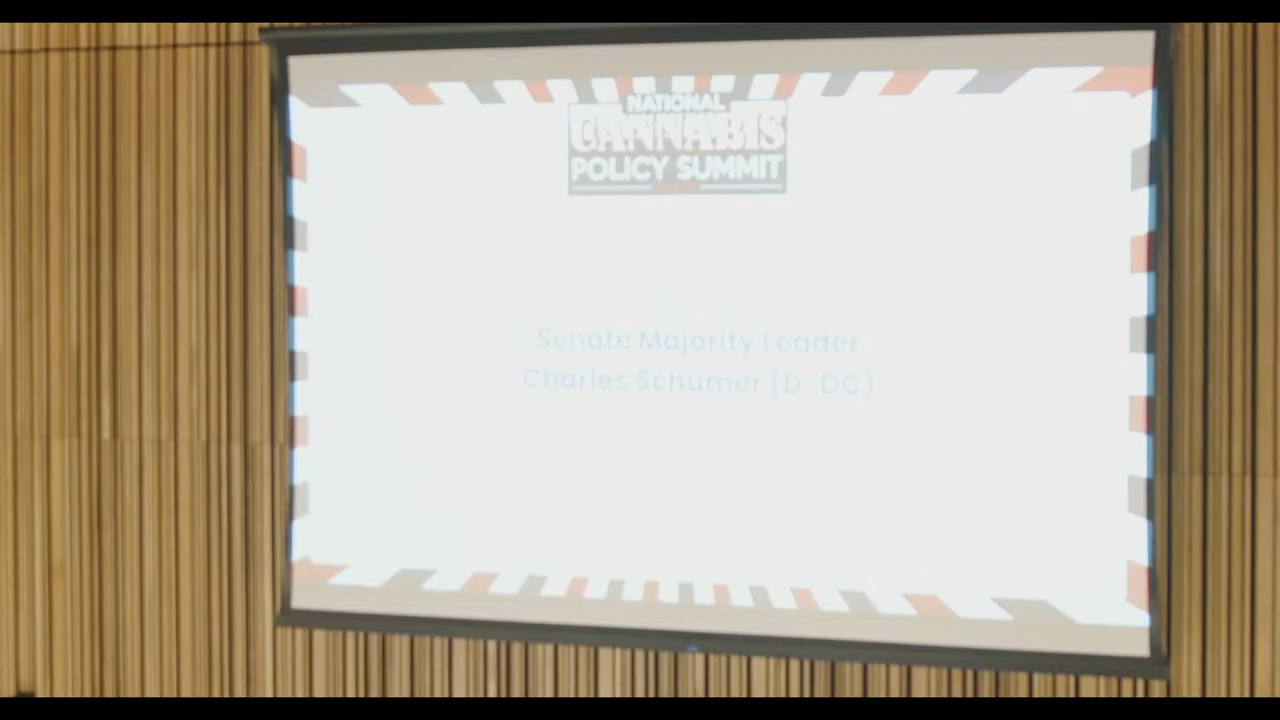 NATIONAL
CANNABIS
POLICY SUMMIT
Senate Majority Leader
Charles Schumer (D-DC)